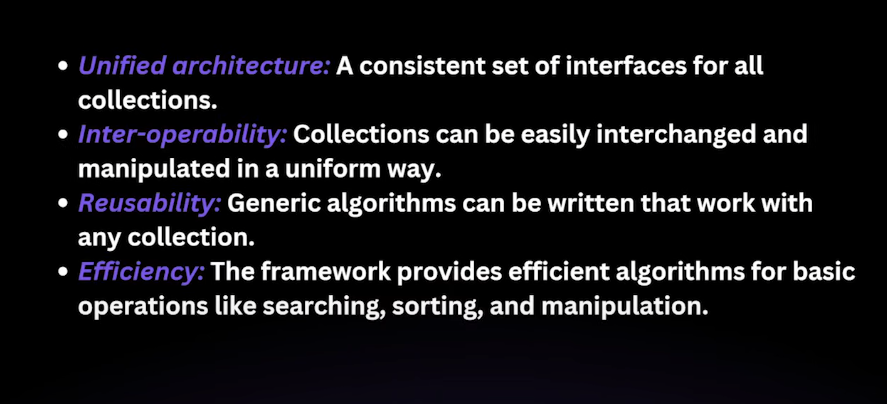 • Unified architecture: A consistent set of interfaces for all
collections.
• Inter-operability: Collections can be easily interchanged and
manipulated in a uniform way.
• Reusability: Generic algorithms can be written that work with
any collection.
• Efficiency: The framework provides efficient algorithms for basic
operations like searching, sorting, and manipulation.